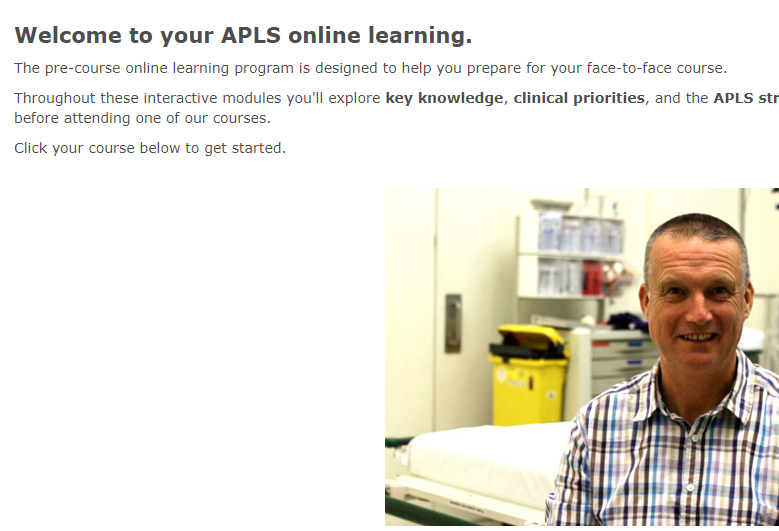 Welcome to your APLS online learning.
The pre-course online learning program is designed to help you prepare for your face-to-face course.
Throughout these interactive modules you'll explore key knowledge, clinical priorities, and the APLS str
before attending one of our courses.
Click your course below to get started.